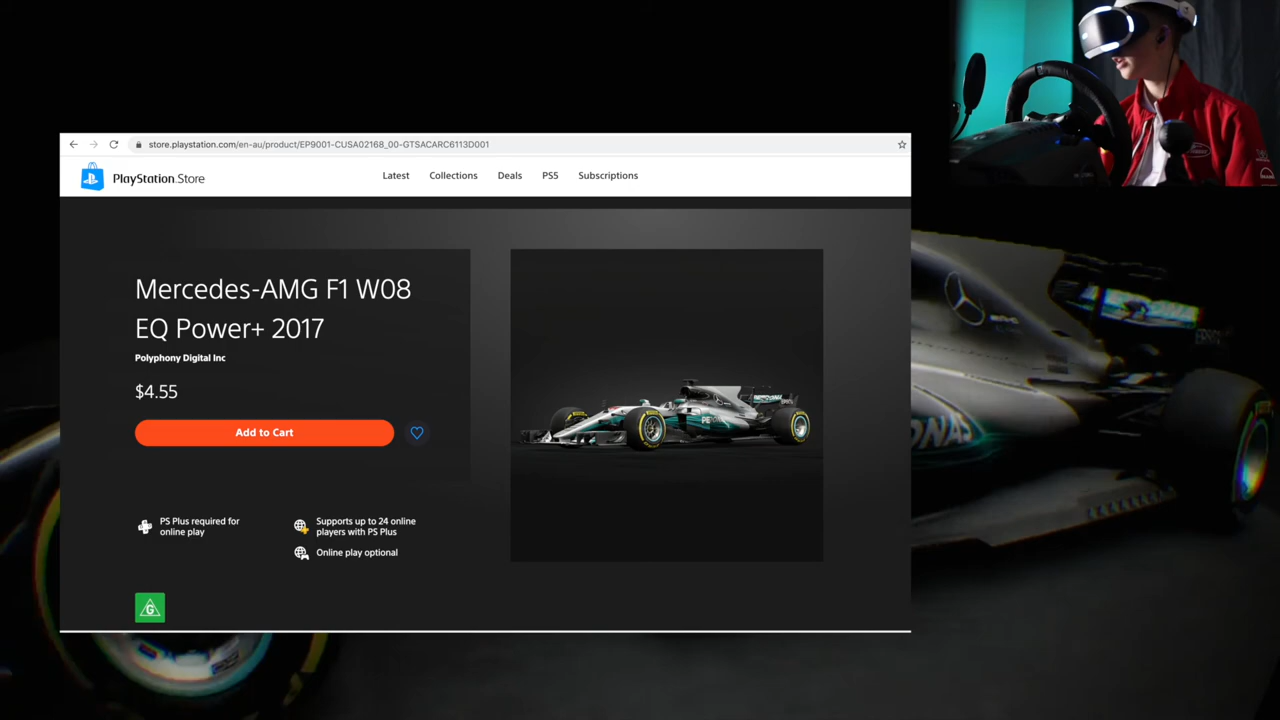 store.playstation.com/en-au/product/EP9001-CUSA02168_00-GTSACARC6113D001
PlayStation.Store
Latest
Collections
Deals
PS5
Subscriptions
Mercedes-AMG F1 W08
EQ Power+ 2017
Polyphony Digital Inc
$4.55
Add to Cart
PS Plus required for
online play
Supports up to 24 online
players with PS Plus
Online play optional
G
PETRONAS
NAS